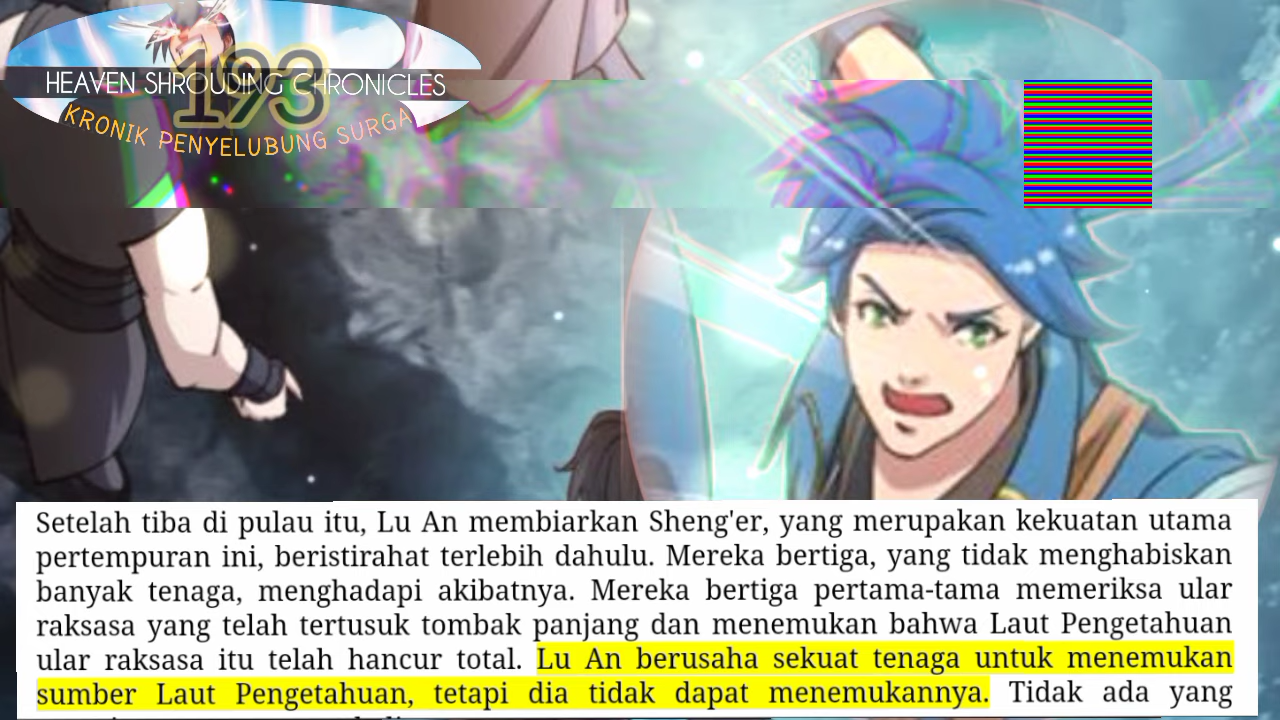 193
HEAVEN SHROUDING CHRONICLES
KRONIK PENYELUBUNG SURGA
Setelah tiba di pulau itu, Lu An membiarkan Sheng'er, yang merupakan kekuatan utama
pertempuran ini, beristirahat terlebih dahulu. Mereka bertiga, yang tidak menghabiskan
banyak tenaga, menghadapi akibatnya. Mereka bertiga pertama-tama memeriksa ular
raksasa yang telah tertusuk tombak panjang dan menemukan bahwa Laut Pengetahuan
ular raksasa itu telah hancur total. Lu An berusaha sekuat tenaga untuk menemukan
sumber Laut Pengetahuan, tetapi dia tidak dapat menemukannya. Tidak ada yang